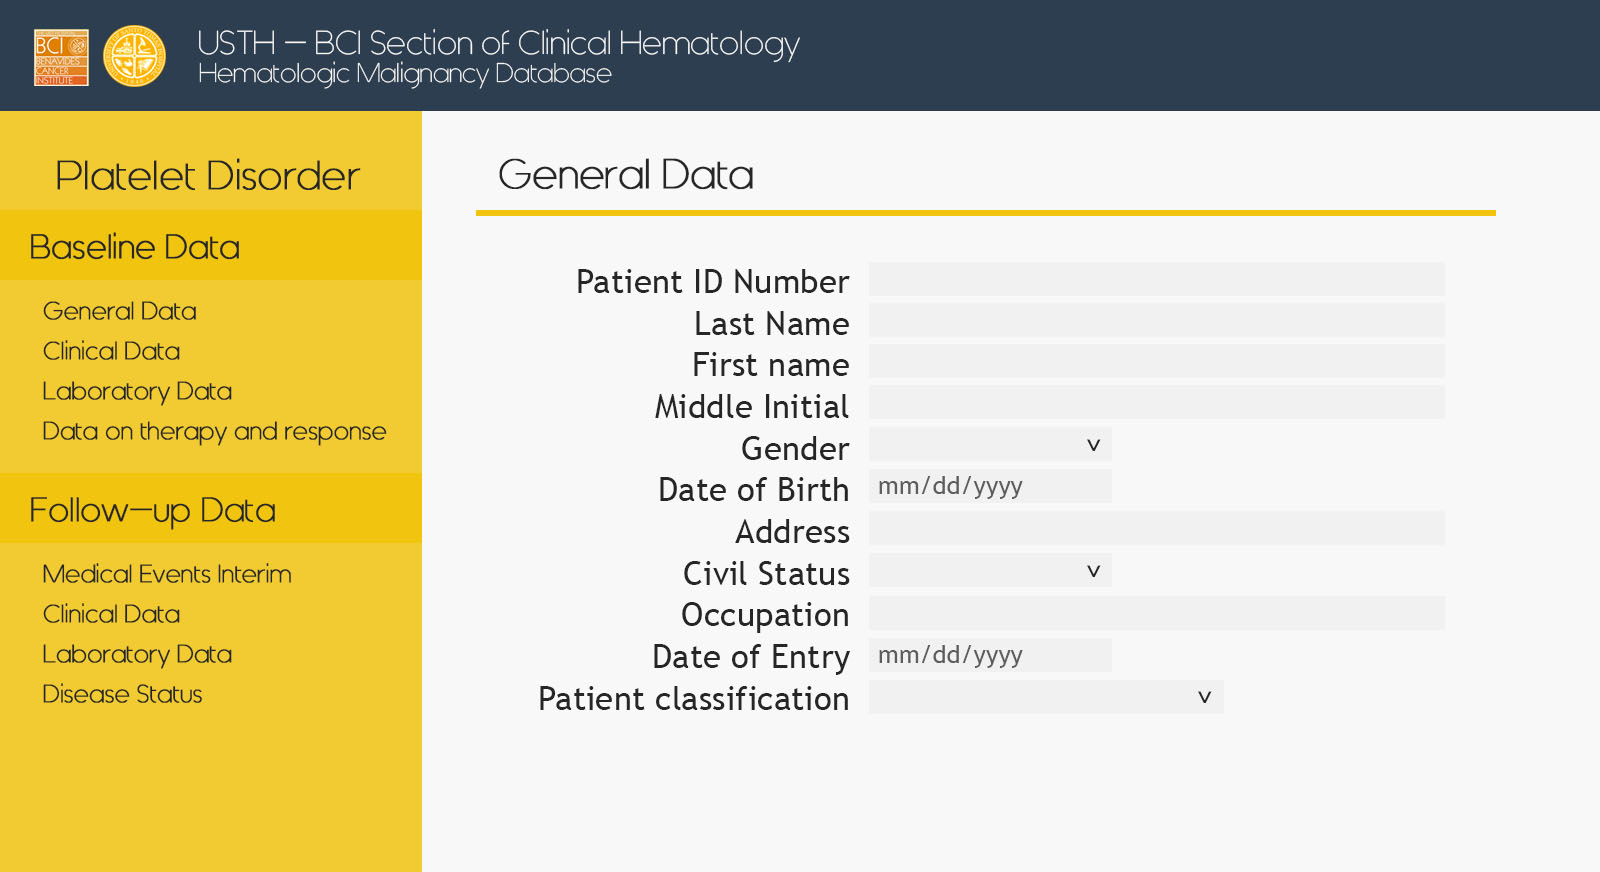 BCI
BENAVIDES
CANCER
INSTITUTE
USTH – BCI Section of Clinical Hematology
Hematologic Malignancy Database
Platelet Disorder
Baseline Data
General Data
Clinical Data
Laboratory Data
Data on therapy and response
Follow-up Data
Medical Events Interim
Clinical Data
Laboratory Data
Disease Status
General Data
Patient ID Number
Last Name
First name
Middle Initial
Gender
Date of Birth mm/dd/yyyy
Address
Civil Status
Occupation
Date of Entry mm/dd/yyyy
Patient classification